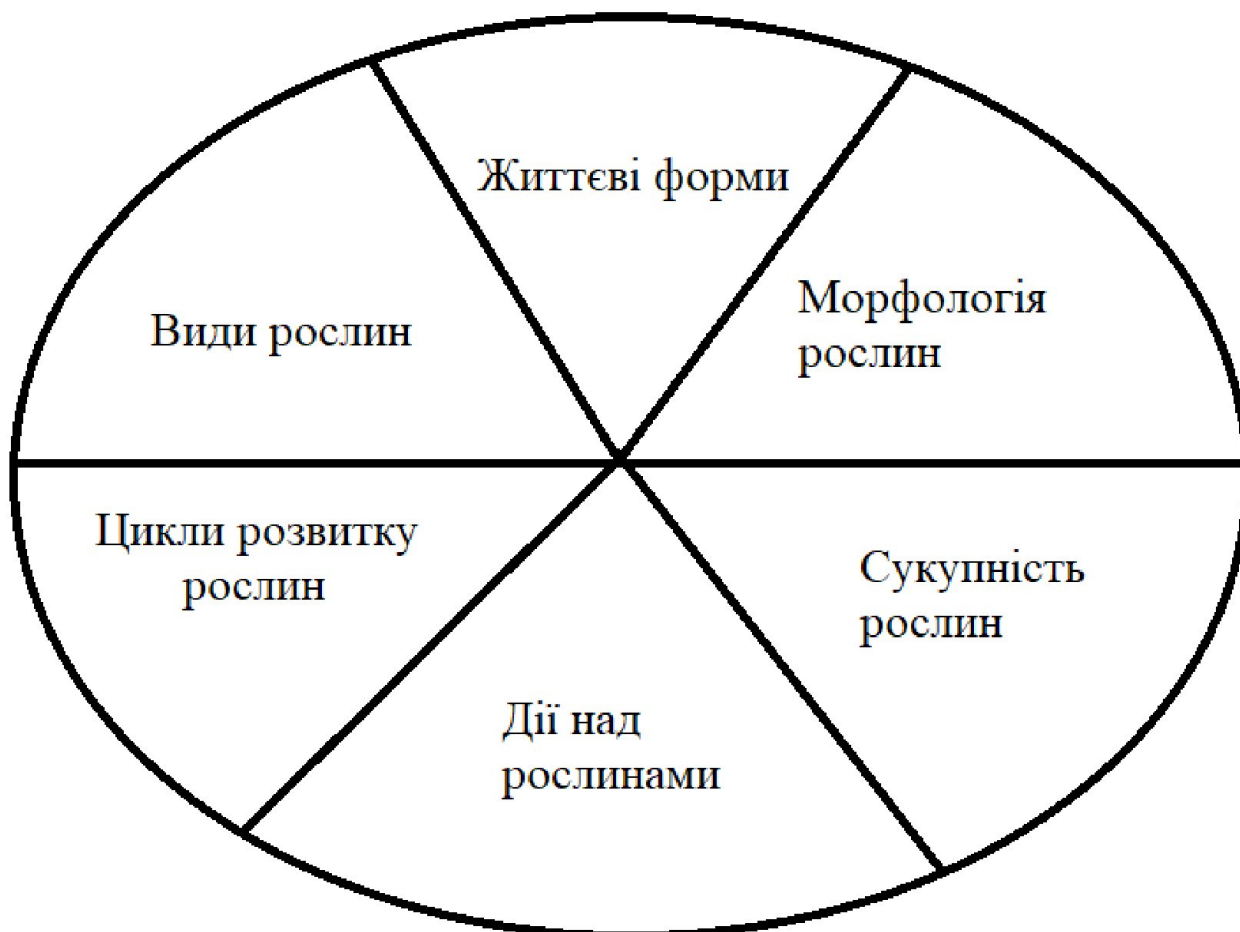 Життєві форми
Морфологія
рослин
Види рослин
Цикли розвитку
рослин
Сукупність
рослин
Дії над
рослинами